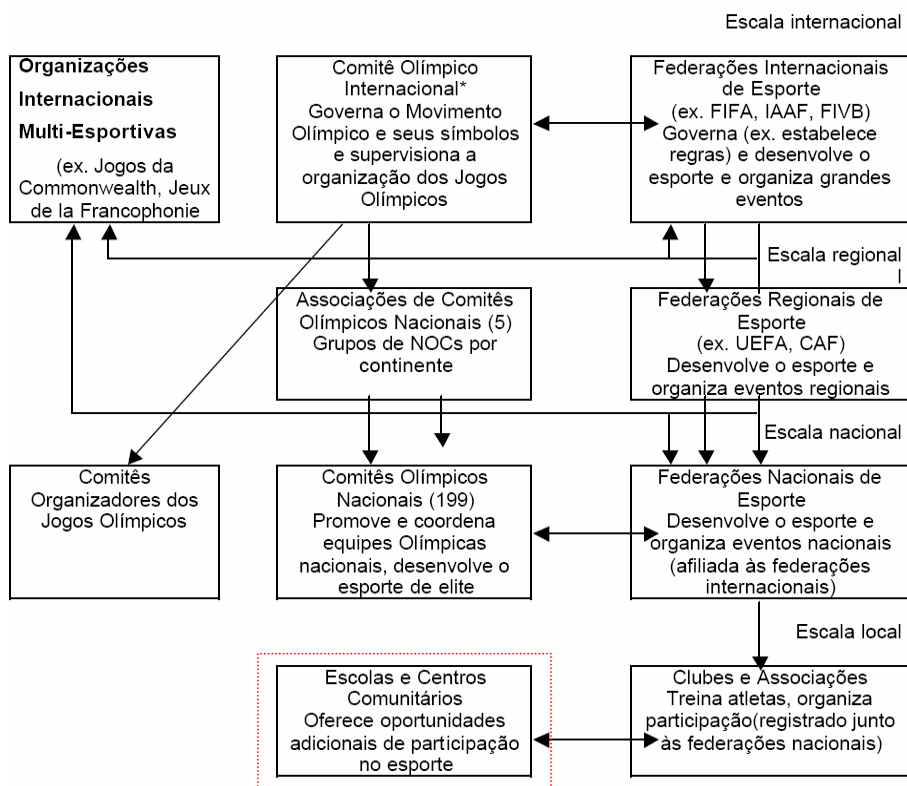 Escala internacional
Organizações
Internacionais
Multi-Esportivas
(ex. Jogos da
Commonwealth, Jeux
de la Francophonie
Comitê Olímpico
Internacional*
Governa o Movimento
Olímpico e seus símbolos
e supervisiona a
organização dos Jogos
Olímpicos
Federações Internacionais
de Esporte
(ex. FIFA, IAAF, FIVB)
Governa (ex. estabelece
regras) e desenvolve o
esporte e organiza grandes
eventos
Escala regional
l
Associações de Comitês
Olímpicos Nacionais (5)
Grupos de NOCs por
continente
Federações Regionais de
Esporte
(ex. UEFA, CAF)
Desenvolve o esporte e
organiza eventos regionais
Escala nacional
Comitês
Organizadores dos
Jogos Olímpicos
Comitês Olímpicos
Nacionais (199)
Promove e coordena
equipes Olímpicas
nacionais, desenvolve o
esporte de elite
Federações Nacionais de
Esporte
Desenvolve o esporte e
organiza eventos nacionais
(afiliada às federações
internacionais)
Escala local
Escolas e Centros
Comunitários
Oferece oportunidades
adicionais de participação
no esporte
Clubes e Associações
Treina atletas, organiza
participação(registrado junto
às federações nacionais)